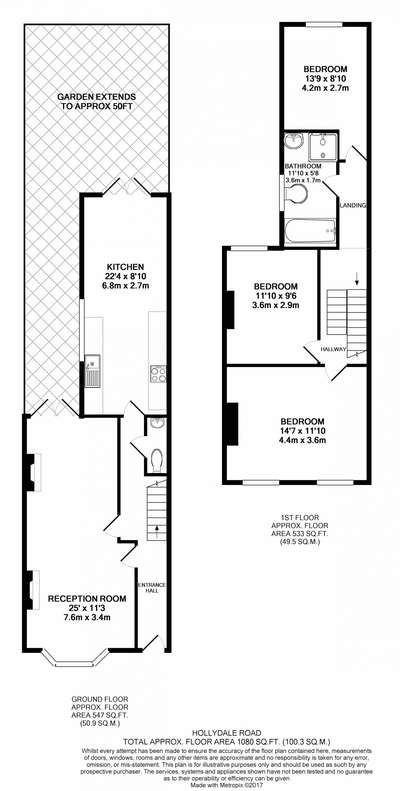 GARDEN EXTENDS
TO APPROX 50FT
KITCHEN
22'4 x 8'10
6.8m x 2.7m
RECEPTION ROOM
25' x 11'3
7.6m x 3.4m
ENTRANCE
HALL
GROUND FLOOR
APPROX. FLOOR
AREA 547 SQ.FT.
(50.9 SQ.M.)
BEDROOM
13'9 x 8'10
4.2m x 2.7m
BATHROOM
11'10 x 5'8
3.6m x 1.7m
LANDING
BEDROOM
11'10 x 9'6
3.6m x 2.9m
HALLWAY
BEDROOM
14'7 x 11'10
4.4m x 3.6m
1ST FLOOR
APPROX. FLOOR
AREA 533 SQ.FT.
(49.5 SQ.M.)
HOLLYDALE ROAD
TOTAL APPROX. FLOOR AREA 1080 SQ.FT. (100.3 SQ.M.)
Whilst every attempt has been made to ensure the accuracy of the floor plan contained here, measurements
of doors, windows, rooms and any other items are approximate and no responsibility is taken for any error,
omission, or mis-statement. This plan is for illustrative purposes only and should be used as such by any
prospective purchaser. The services, systems and appliances shown have not been tested and no guarantee
as to their operability or efficiency can be given
Made with Metropix ©2017